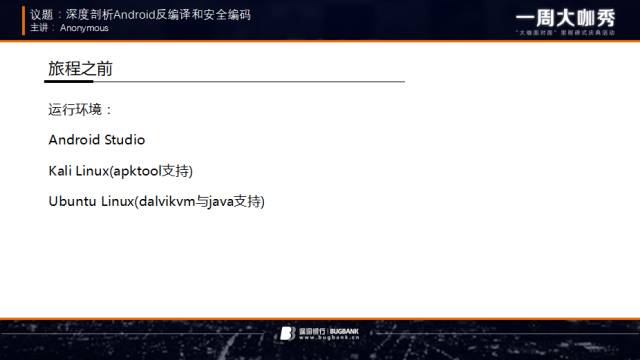 议题：深度剖析Android反编译和安全编码
主讲：Anonymous
一周大咖秀
"大咖面对面"里程碑式庆典活动
旅程之前
运行环境：
Android Studio
Kali Linux(apktool支持)
Ubuntu Linux(dalvikvm与java支持)
漏洞银行 BUGBANK
www.bugbank.cn